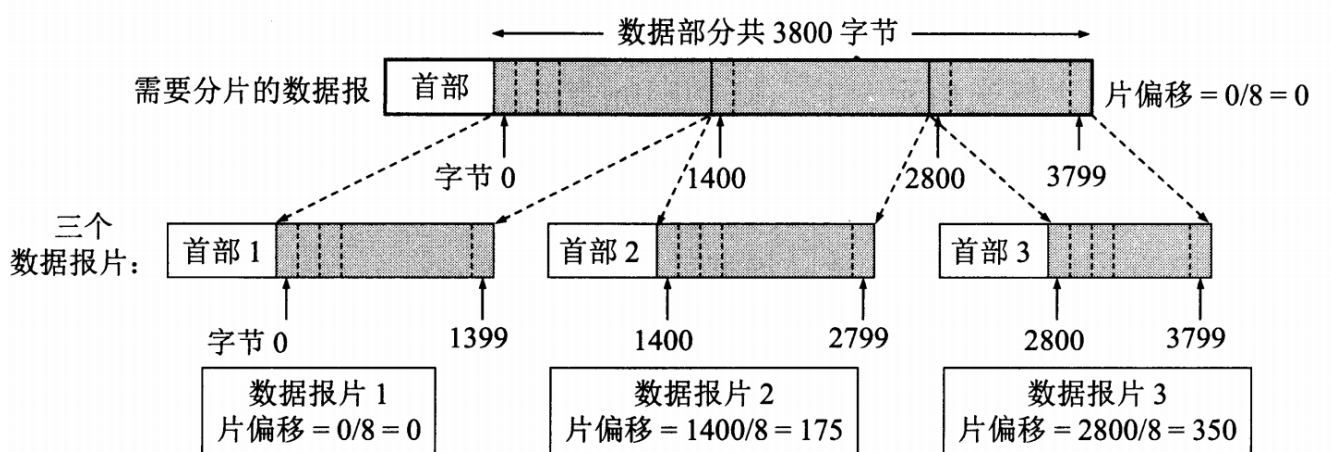 数据部分共 3800 字节
需要分片的数据报 首部 片偏移 = 0/8 = 0
字节 0 1400 2800 3799
三个
数据报片： 首部 1 首部 2 首部 3
字节 0 1399 1400 2799 2800 3799
数据报片 1 数据报片 2 数据报片 3
片偏移 = 0/8 = 0 片偏移 = 1400/8 = 175 片偏移 = 2800/8 = 350